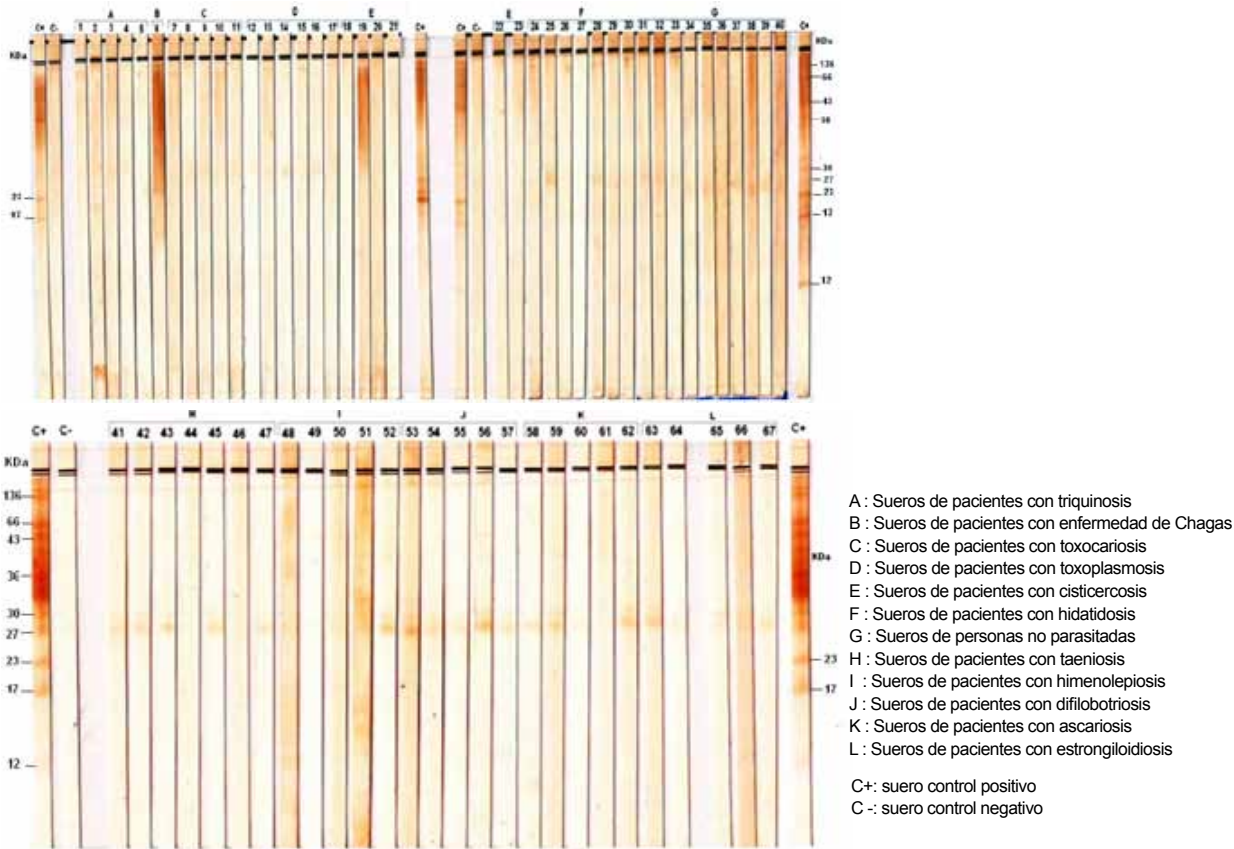 A B C D E
C+ C- 1 2 3 4 5 6 7 8 9 10 11 12 13 14 15 16 17 18 19 20 21 C+
KDa
17
E F G
C+ C- 22 23 24 25 26 27 28 29 30 31 32 33 34 35 36 37 38 39 40 C+
KDa
136
66
43
30
27
23
17
12
H I J K L
C+ C- 41 42 43 44 45 46 47 48 49 50 51 52 53 54 55 56 57 58 59 60 61 62 63 64 65 66 67 C+
KDa
136
66
43
36
30
27
23
17
12
KDa
23
17
A : Sueros de pacientes con triquinosis
B : Sueros de pacientes con enfermedad de Chagas
C : Sueros de pacientes con toxocariosis
D : Sueros de pacientes con toxoplasmosis
E : Sueros de pacientes con cisticercosis
F : Sueros de pacientes con hidatidosis
G : Sueros de personas no parasitadas
H : Sueros de pacientes con taeniosis
I : Sueros de pacientes con himenolepiosis
J : Sueros de pacientes con difilobotriosis
K : Sueros de pacientes con ascariosis
L : Sueros de pacientes con estrongiloidiosis
C+: suero control positivo
C -: suero control negativo